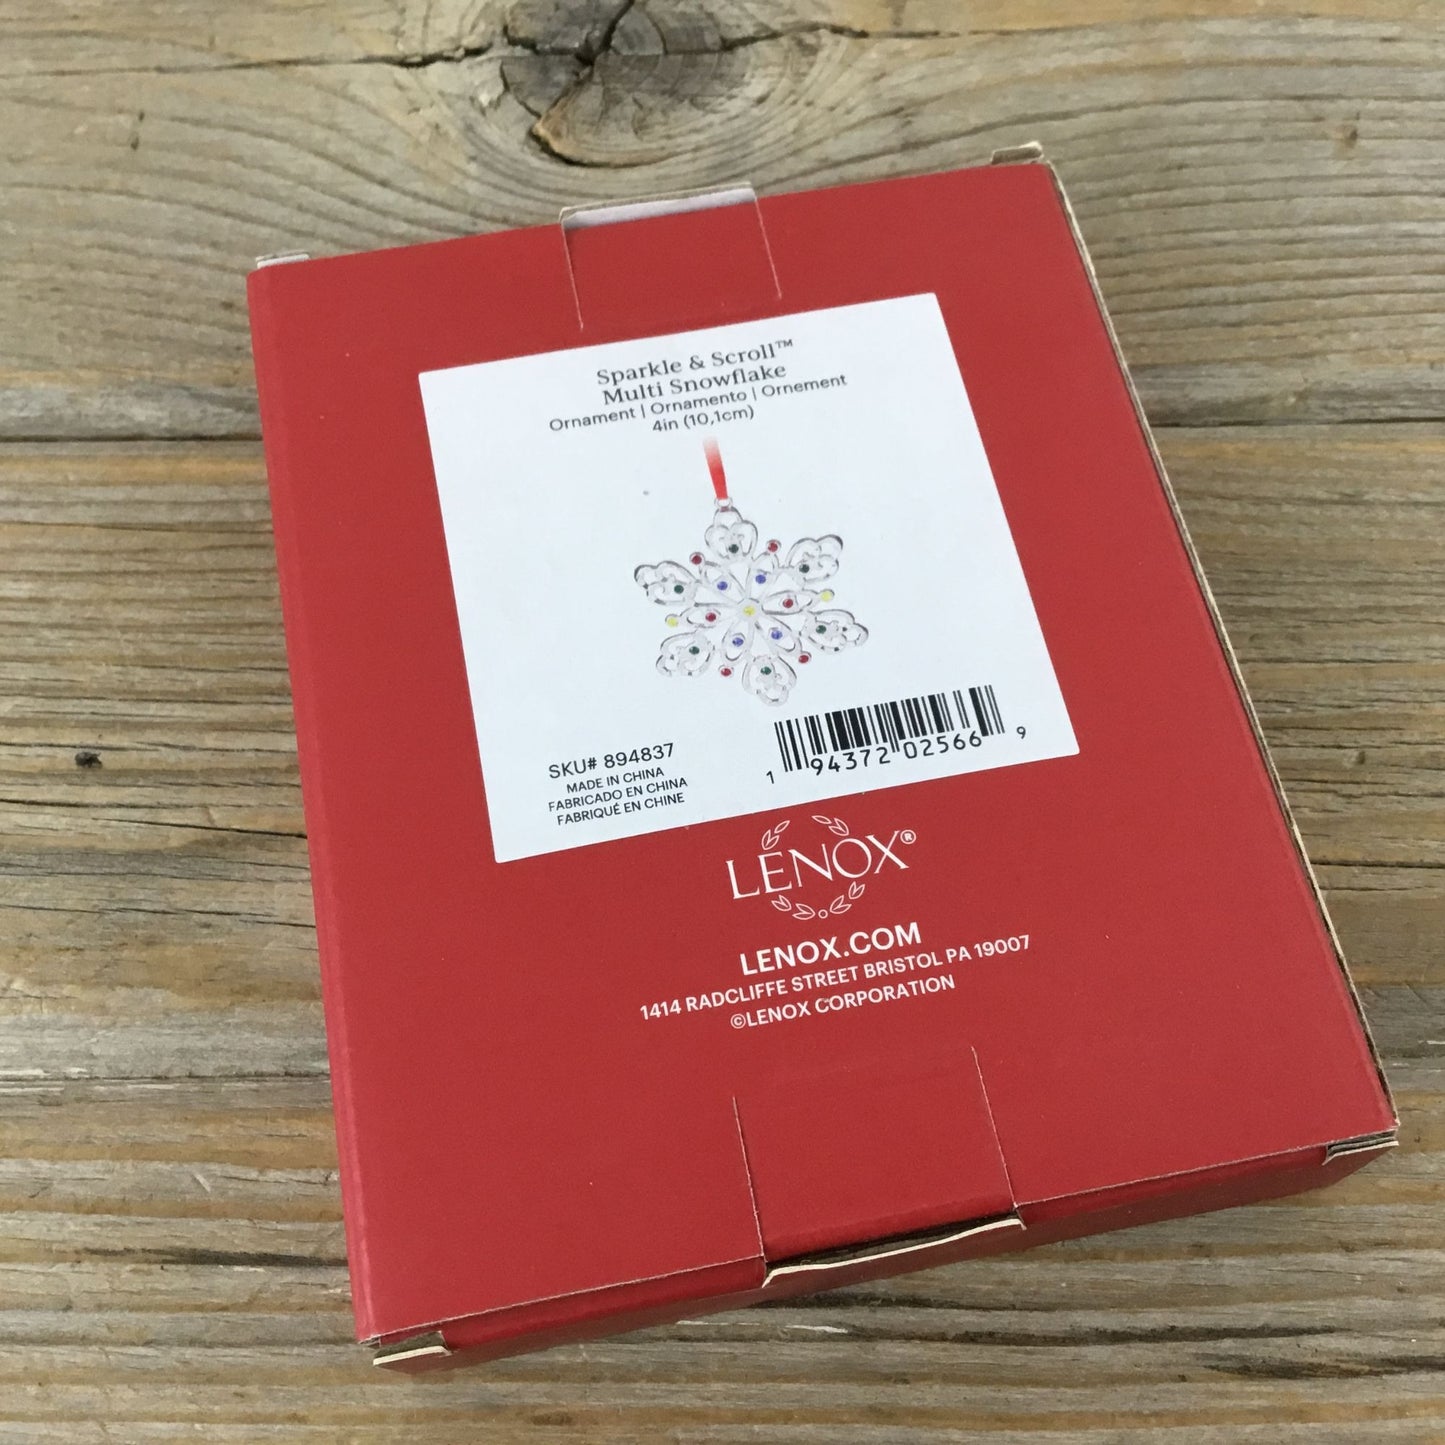 Sparkle & Scroll™
Multi Snowflake
Ornament | Ornamento | Ornement
4in (10,1cm)
SKU# 894837
MADE IN CHINA
FABRICADO EN CHINA
FABRIQUÉ EN CHINE
1 94372 02566 9
LENOX®
LENOX.COM
1414 RADCLIFFE STREET BRISTOL PA 19007
©LENOX CORPORATION